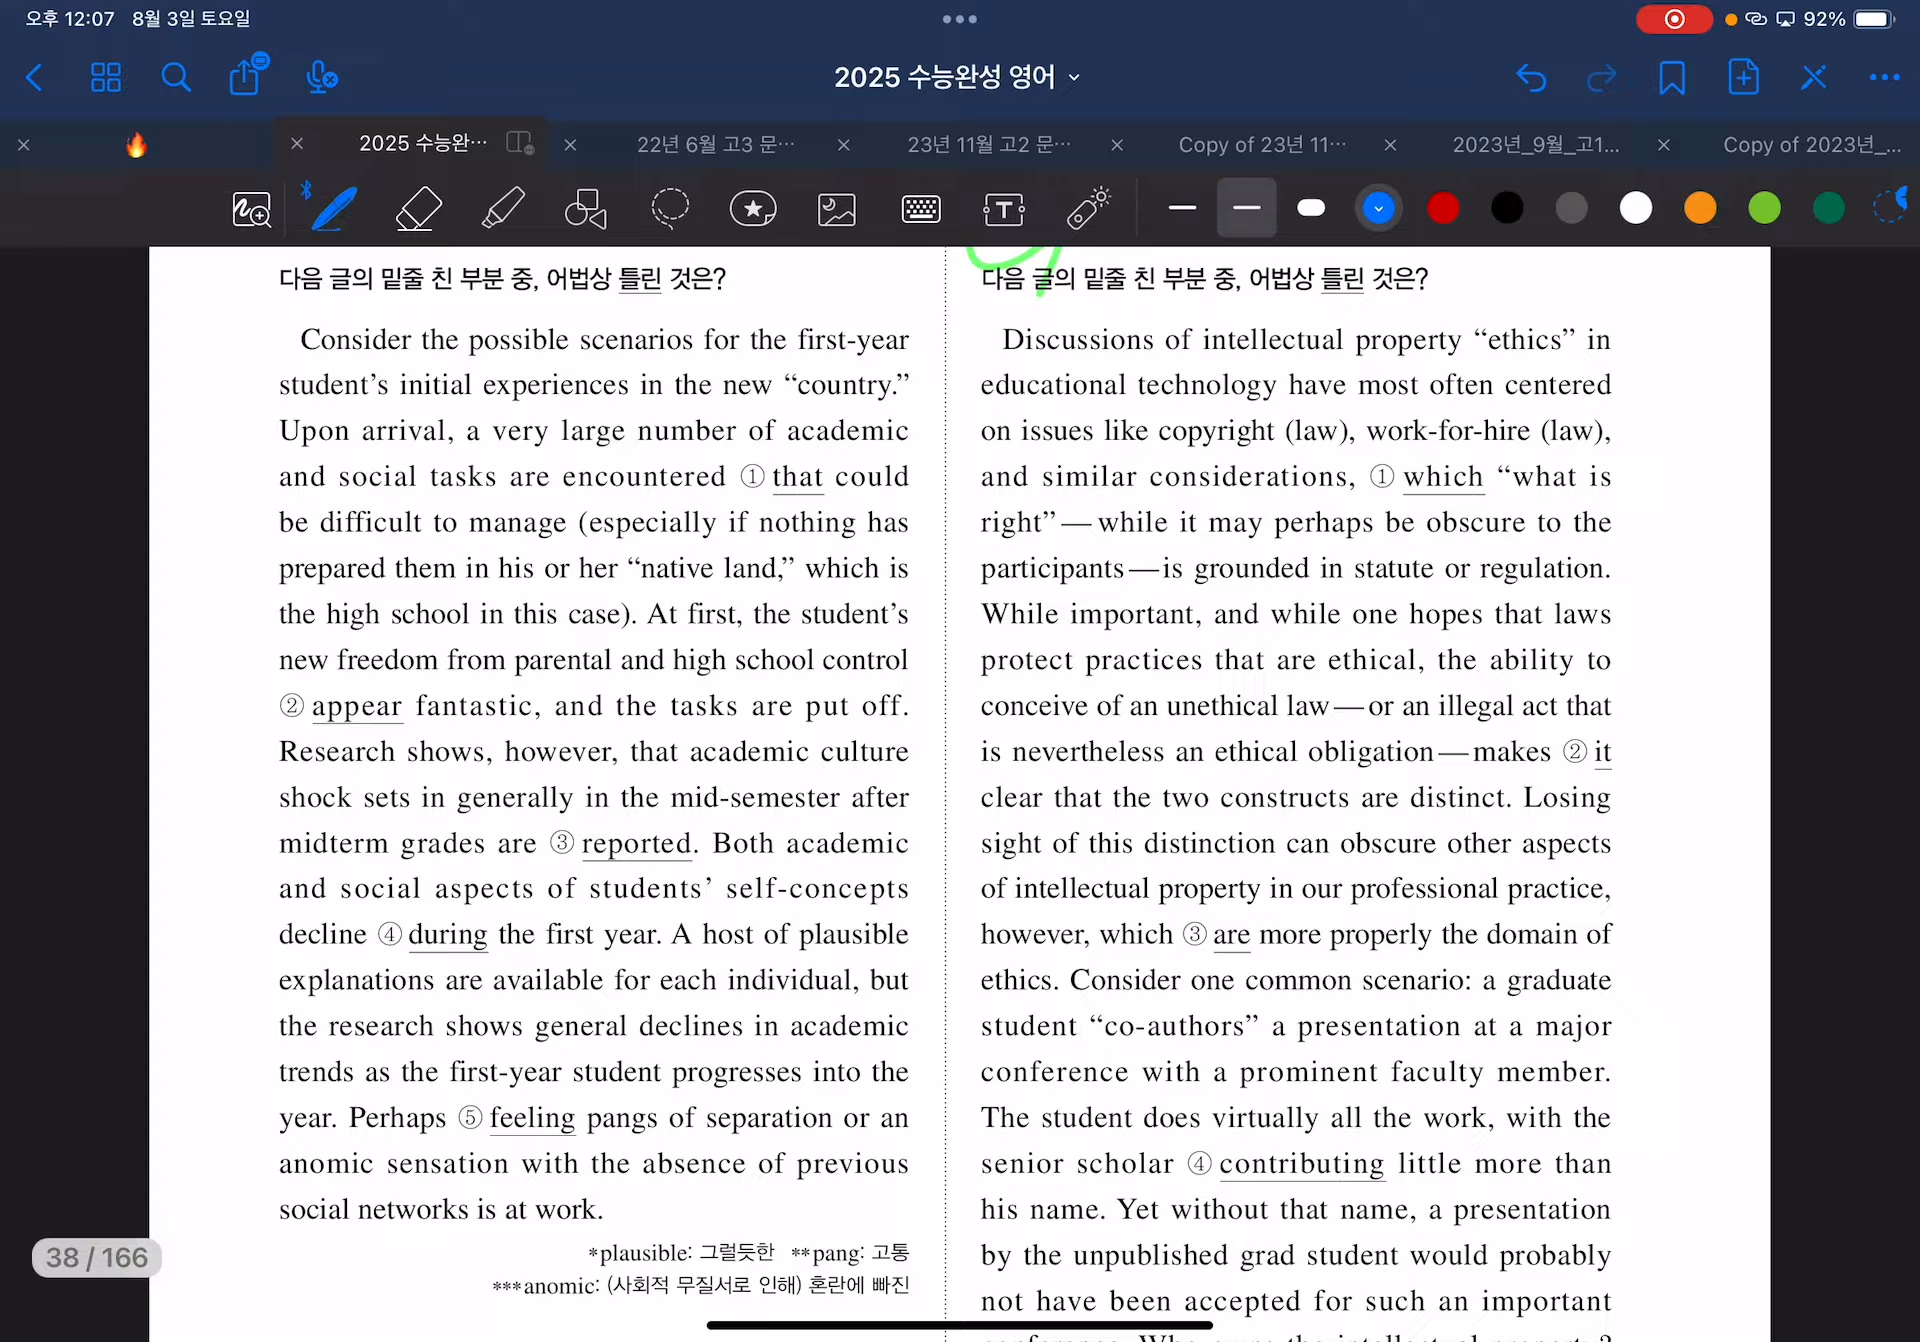 오후 12:07 8월 3일 토요일
92%
2025 수능완성 영어
2025 수능완···
22년 6월 고3 문···
23년 11월 고2 문···
Copy of 23년 11···
2023년_9월_고1...
Copy of 2023년_...
다음 글의 밑줄 친 부분 중, 어법상 틀린 것은?
Consider the possible scenarios for the first-year
student’s initial experiences in the new “country.”
Upon arrival, a very large number of academic
and social tasks are encountered ① that could
be difficult to manage (especially if nothing has
prepared them in his or her “native land,” which is
the high school in this case). At first, the student’s
new freedom from parental and high school control
② appear fantastic, and the tasks are put off.
Research shows, however, that academic culture
shock sets in generally in the mid-semester after
midterm grades are ③ reported. Both academic
and social aspects of students’ self-concepts
decline ④ during the first year. A host of plausible
explanations are available for each individual, but
the research shows general declines in academic
trends as the first-year student progresses into the
year. Perhaps ⑤ feeling pangs of separation or an
anomic sensation with the absence of previous
social networks is at work.
*plausible: 그럴듯한 **pang: 고통
***anomic: (사회적 무질서로 인해) 혼란에 빠진
38 / 166
다음 글의 밑줄 친 부분 중, 어법상 틀린 것은?
Discussions of intellectual property “ethics” in
educational technology have most often centered
on issues like copyright (law), work-for-hire (law),
and similar considerations, ① which “what is
right”—while it may perhaps be obscure to the
participants—is grounded in statute or regulation.
While important, and while one hopes that laws
protect practices that are ethical, the ability to
conceive of an unethical law—or an illegal act that
is nevertheless an ethical obligation—makes ② it
clear that the two constructs are distinct. Losing
sight of this distinction can obscure other aspects
of intellectual property in our professional practice,
however, which ③ are more properly the domain of
ethics. Consider one common scenario: a graduate
student “co-authors” a presentation at a major
conference with a prominent faculty member.
The student does virtually all the work, with the
senior scholar ④ contributing little more than
his name. Yet without that name, a presentation
by the unpublished grad student would probably
not have been accepted for such an important